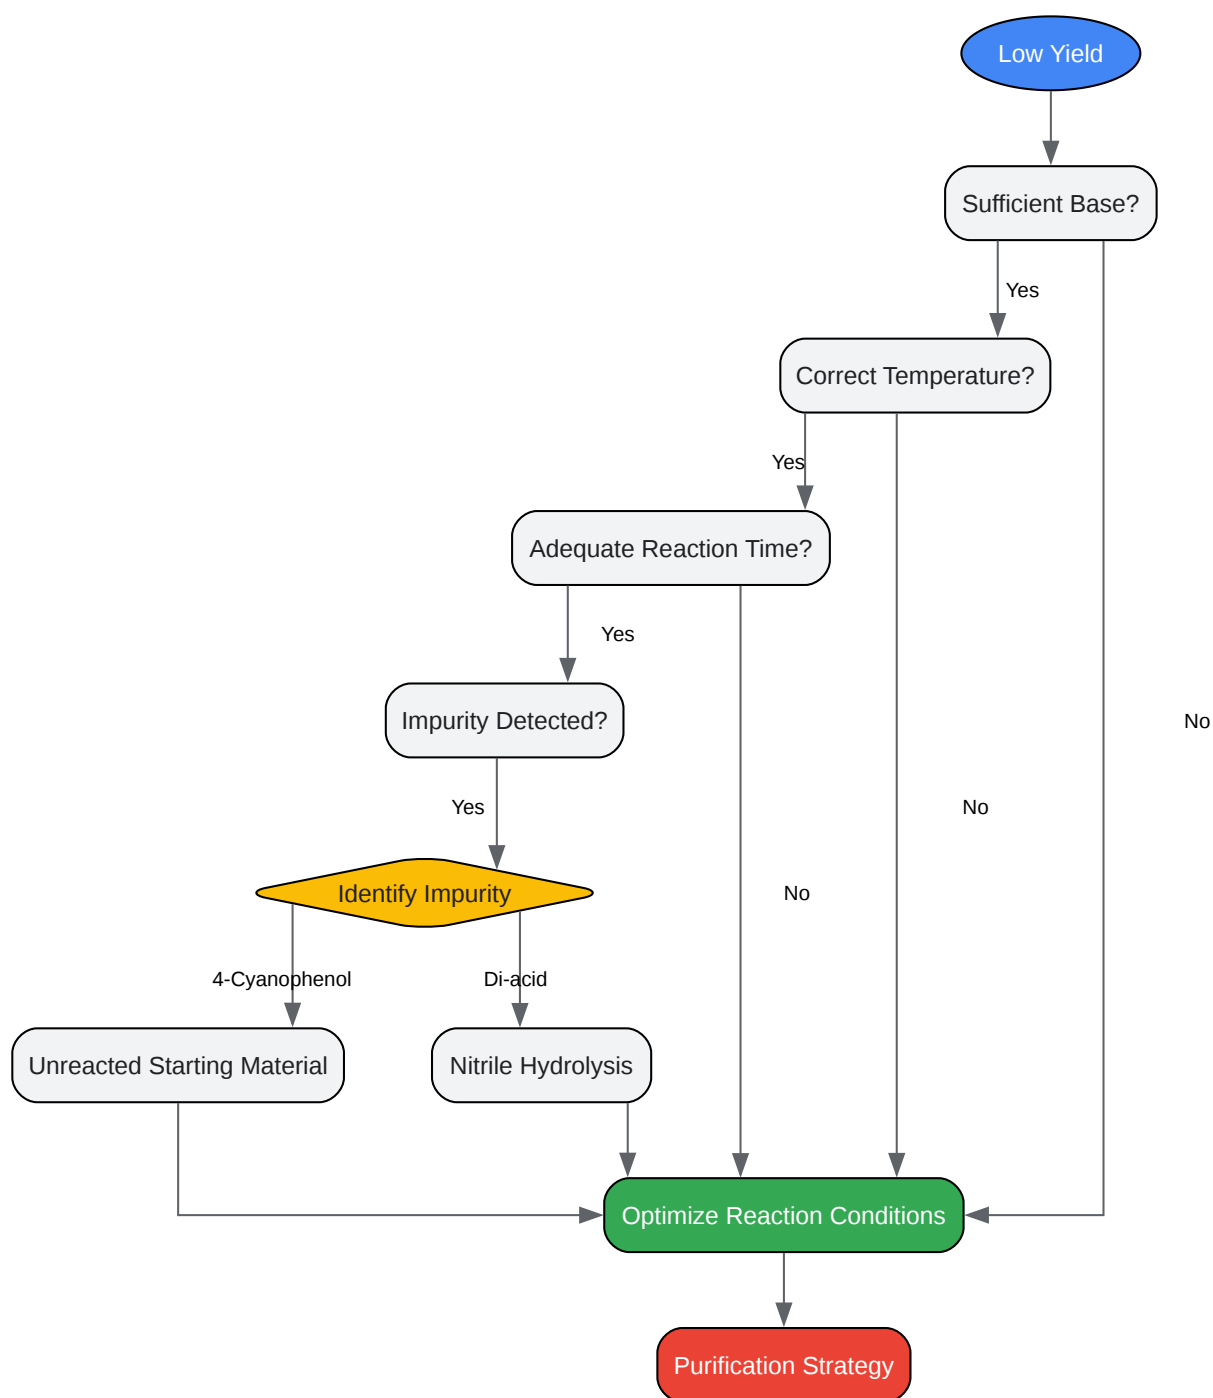 Low Yield
Sufficient Base?
Yes
Correct Temperature?
Yes
Adequate Reaction Time?
Yes
Impurity Detected?
No
Yes
No
Identify Impurity
No
4-Cyanophenol
Di-acid
Unreacted Starting Material
Nitrile Hydrolysis
Optimize Reaction Conditions
Purification Strategy